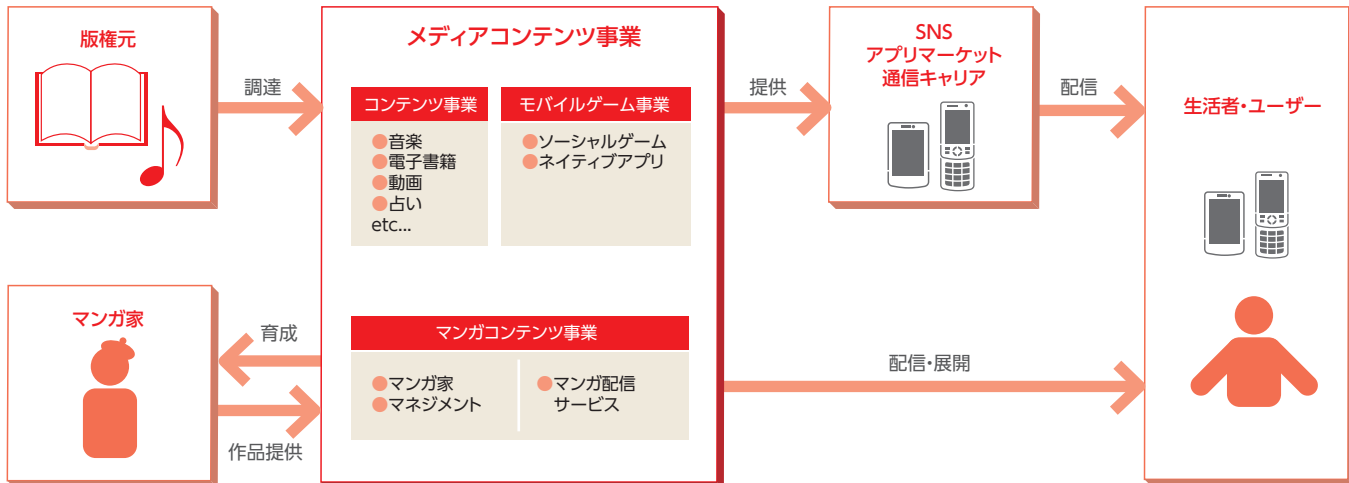 版権元
調達
メディアコンテンツ事業
コンテンツ事業
●音楽
●電子書籍
●動画
●占い
etc...
モバイルゲーム事業
●ソーシャルゲーム
●ネイティブアプリ
提供
SNS
アプリマーケット
通信キャリア
配信
生活者・ユーザー
マンガ家
育成
作品提供
マンガコンテンツ事業
●マンガ家
●マネジメント
●マンガ配信
サービス
配信・展開